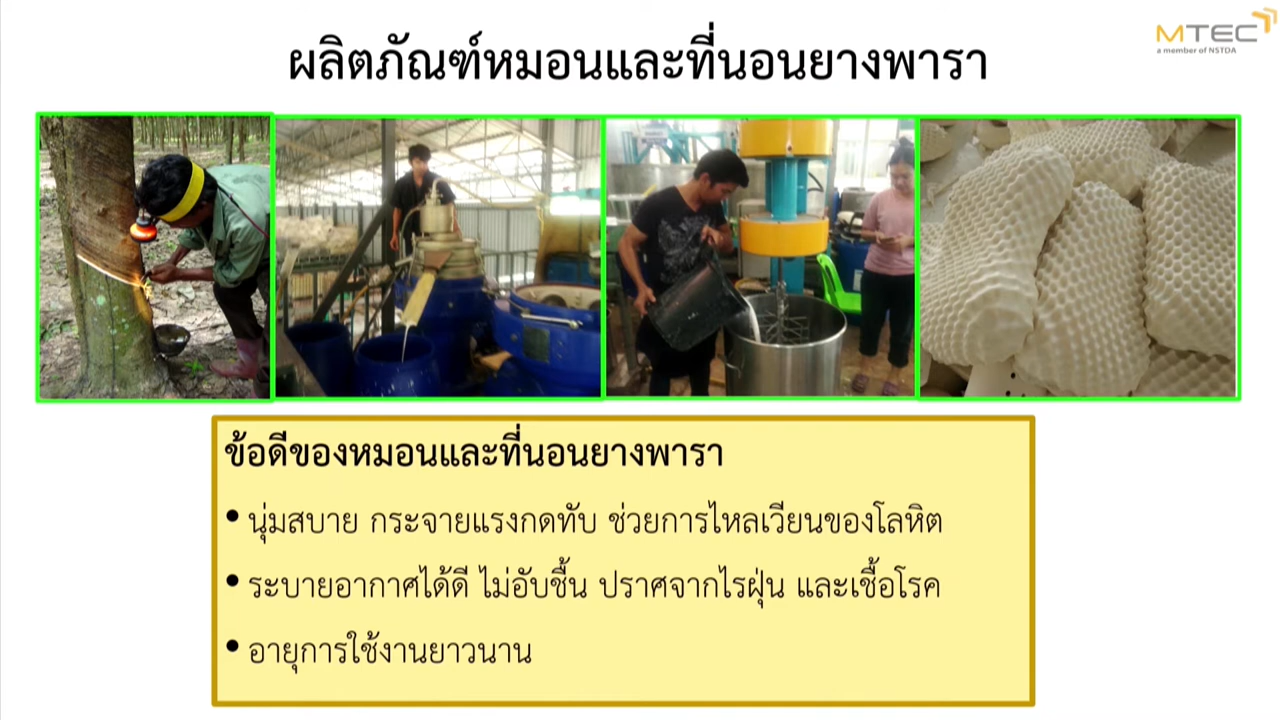 MTEC
a member of NSTDA
ผลิตภัณฑ์หมอนและที่นอนยางพารา
ข้อดีของหมอนและที่นอนยางพารา
• นุ่มสบาย กระจายแรงกดทับ ช่วยการไหลเวียนของโลหิต
• ระบายอากาศได้ดี ไม่อับชื้น ปราศจากไรฝุ่น และเชื้อโรค
• อายุการใช้งานยาวนาน